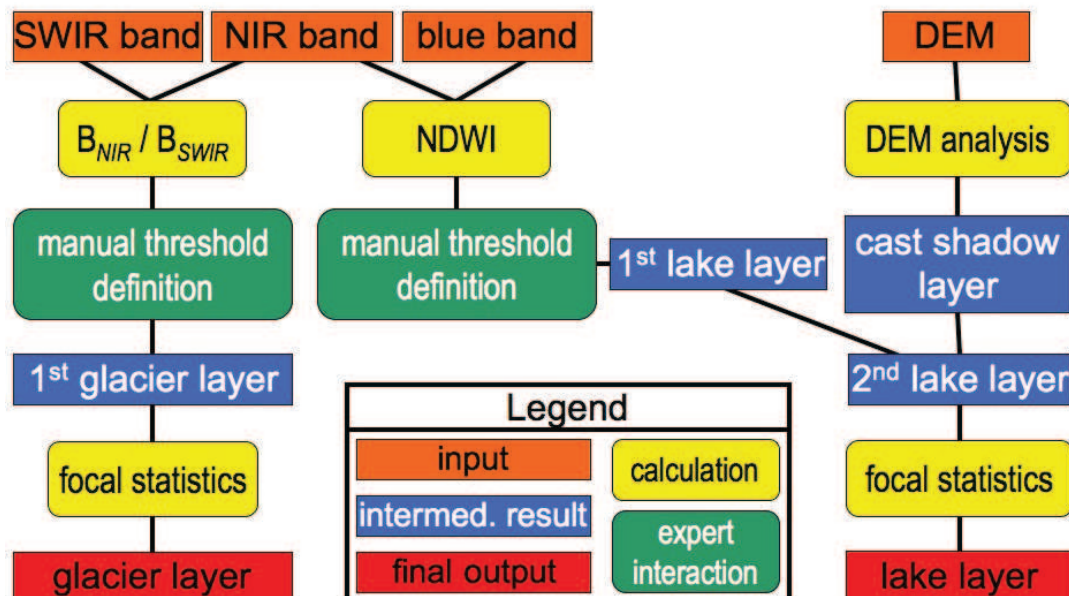 SWIR band
NIR band
blue band
DEM
B_NIR / B_SWIR
NDWI
DEM analysis
manual threshold
definition
manual threshold
definition
1st lake layer
cast shadow
layer
1st glacier layer
2nd lake layer
focal statistics
focal statistics
glacier layer
lake layer
Legend
input
calculation
intermed. result
expert
interaction
final output